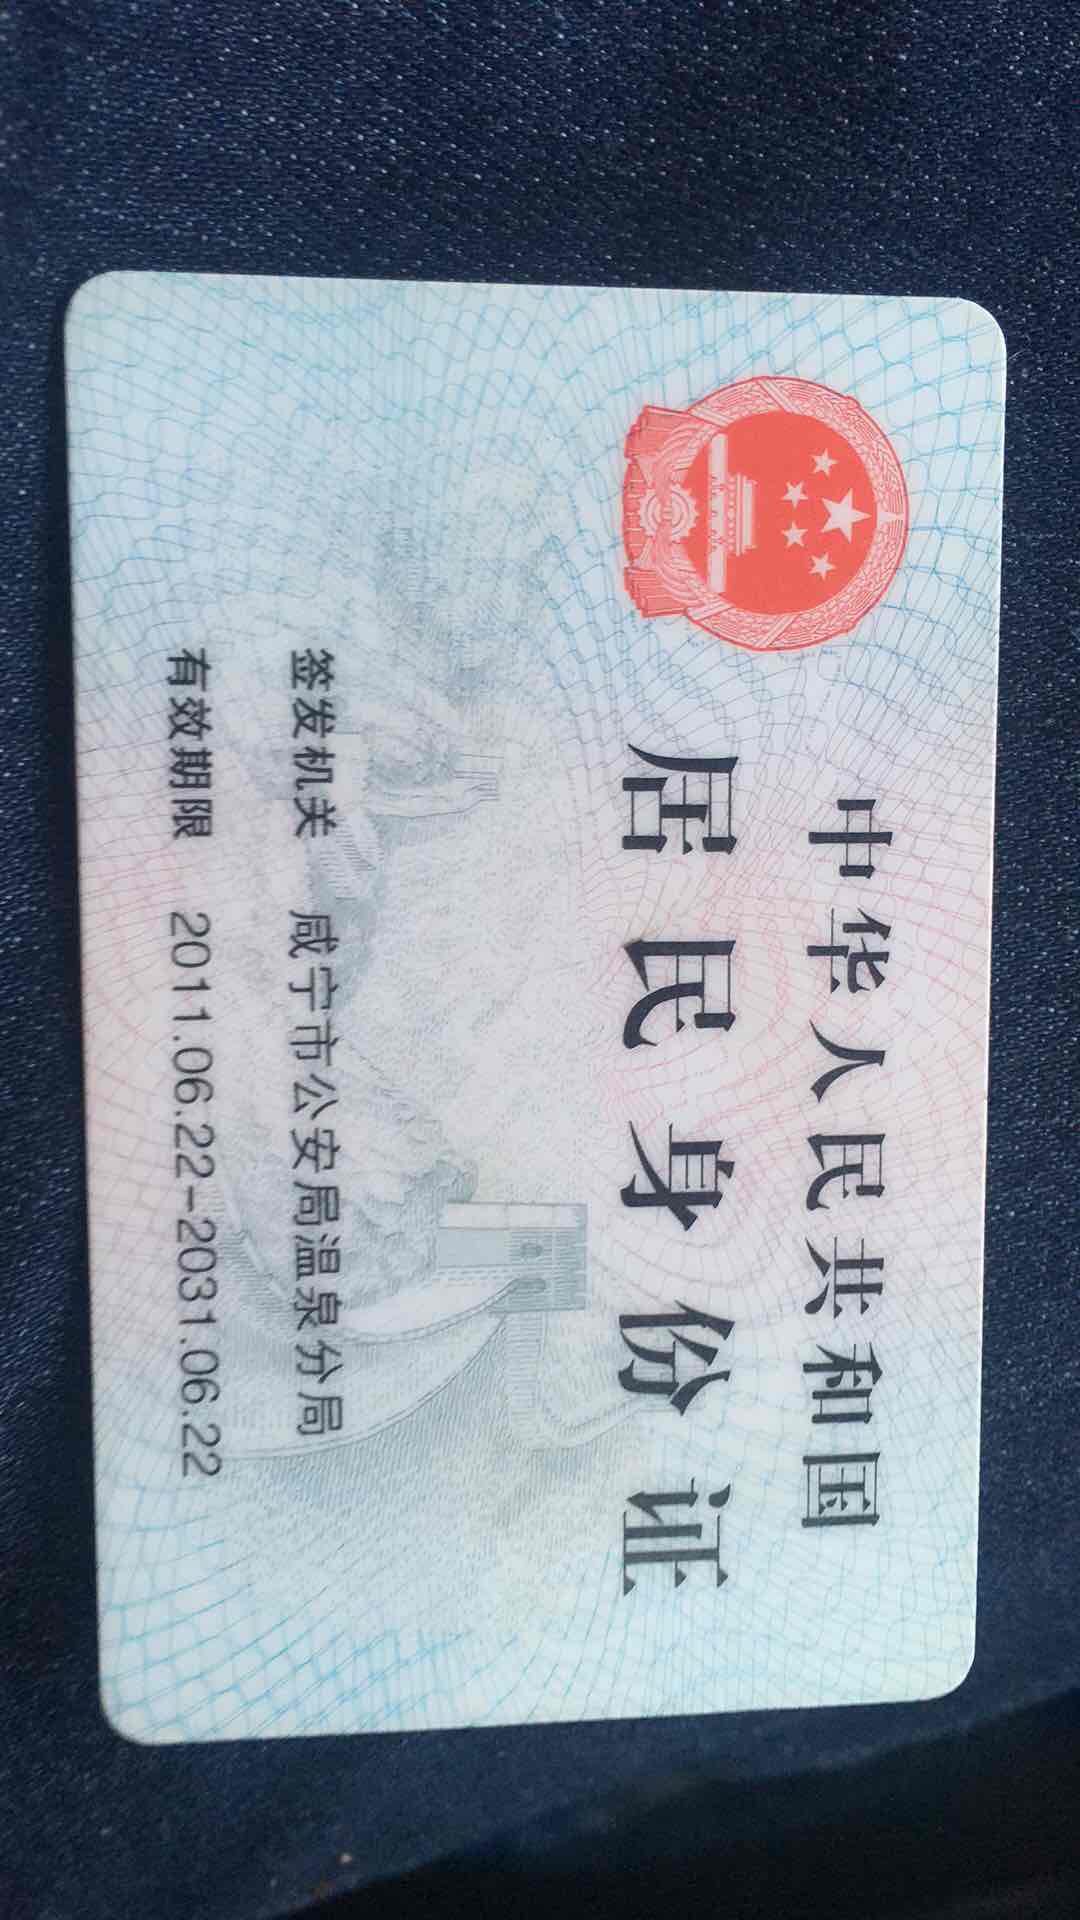 中华人民共和国
居民身份证
签发机关 咸宁市公安局温泉分局
有效期限 2011.06.22-2031.06.22